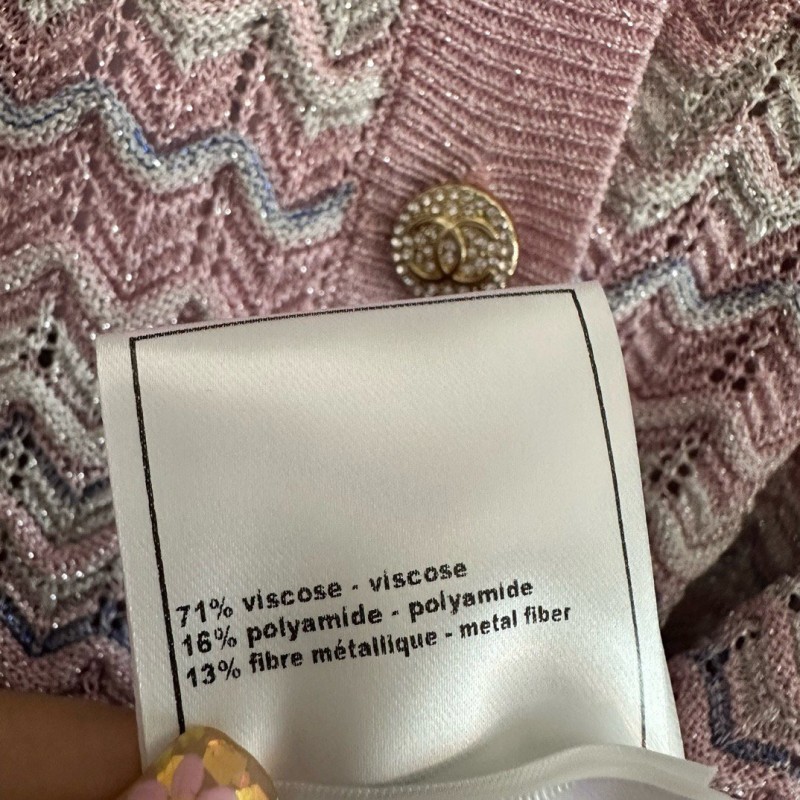 71% viscose - viscose
16% polyamide - polyamide
13% fibre métallique - metal fiber